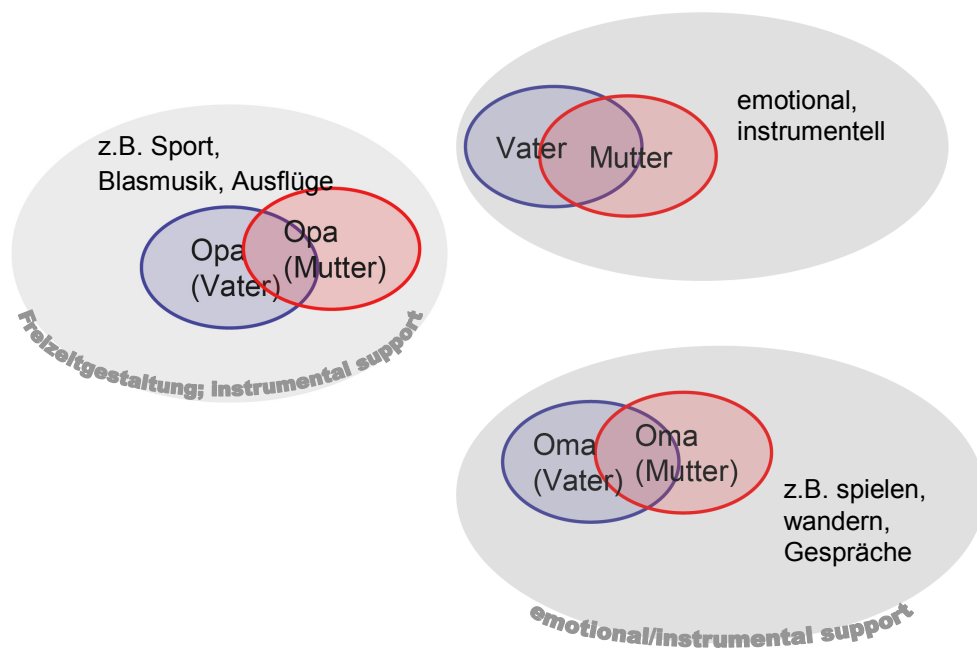 z.B. Sport,
Blasmusik, Ausflüge
Opa
(Vater)
Opa
(Mutter)
Freizeitgestaltung; instrumental support
Vater
Mutter
emotional,
instrumentell
Oma
(Vater)
Oma
(Mutter)
z.B. spielen,
wandern,
Gespräche
emotional/instrumental support